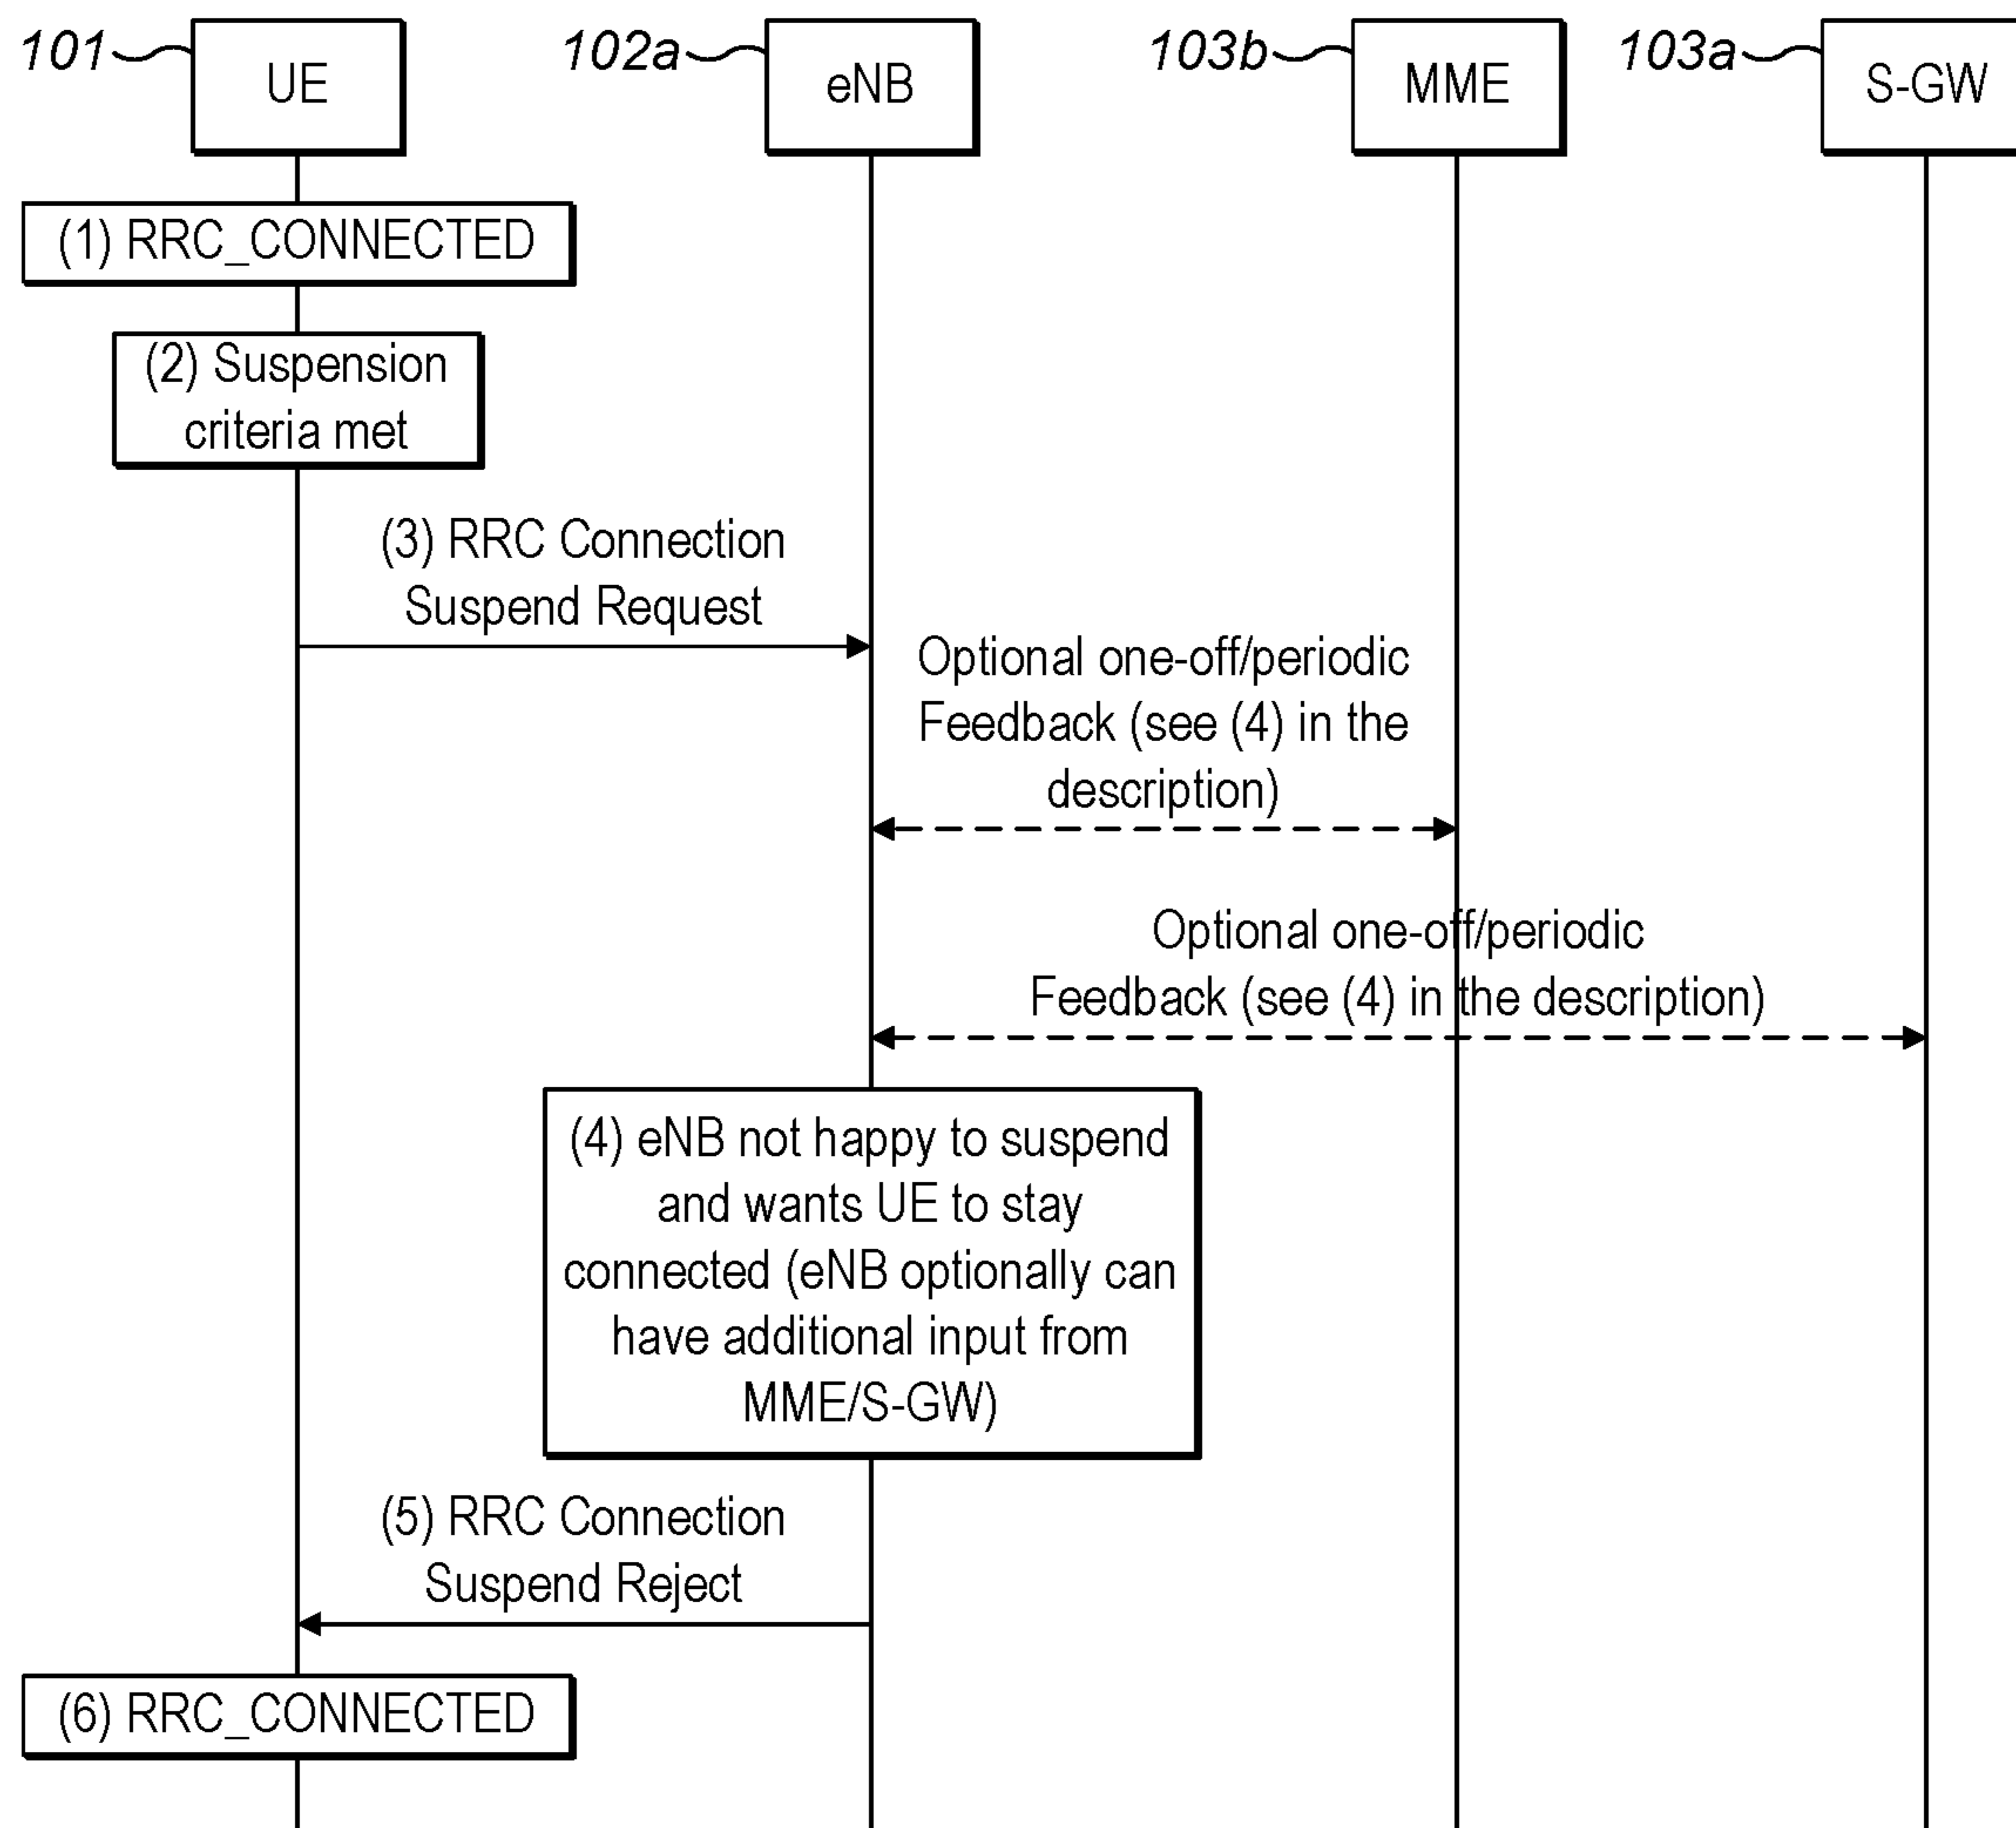 101
UE
102a
eNB
103b
MME
103a
S-GW
(1) RRC_CONNECTED
(2) Suspension
criteria met
(3) RRC Connection
Suspend Request
Optional one-off/periodic
Feedback (see (4) in the
description)
Optional one-off/periodic
Feedback (see (4) in the description)
(4) eNB not happy to suspend
and wants UE to stay
connected (eNB optionally can
have additional input from
MME/S-GW)
(5) RRC Connection
Suspend Reject
(6) RRC_CONNECTED